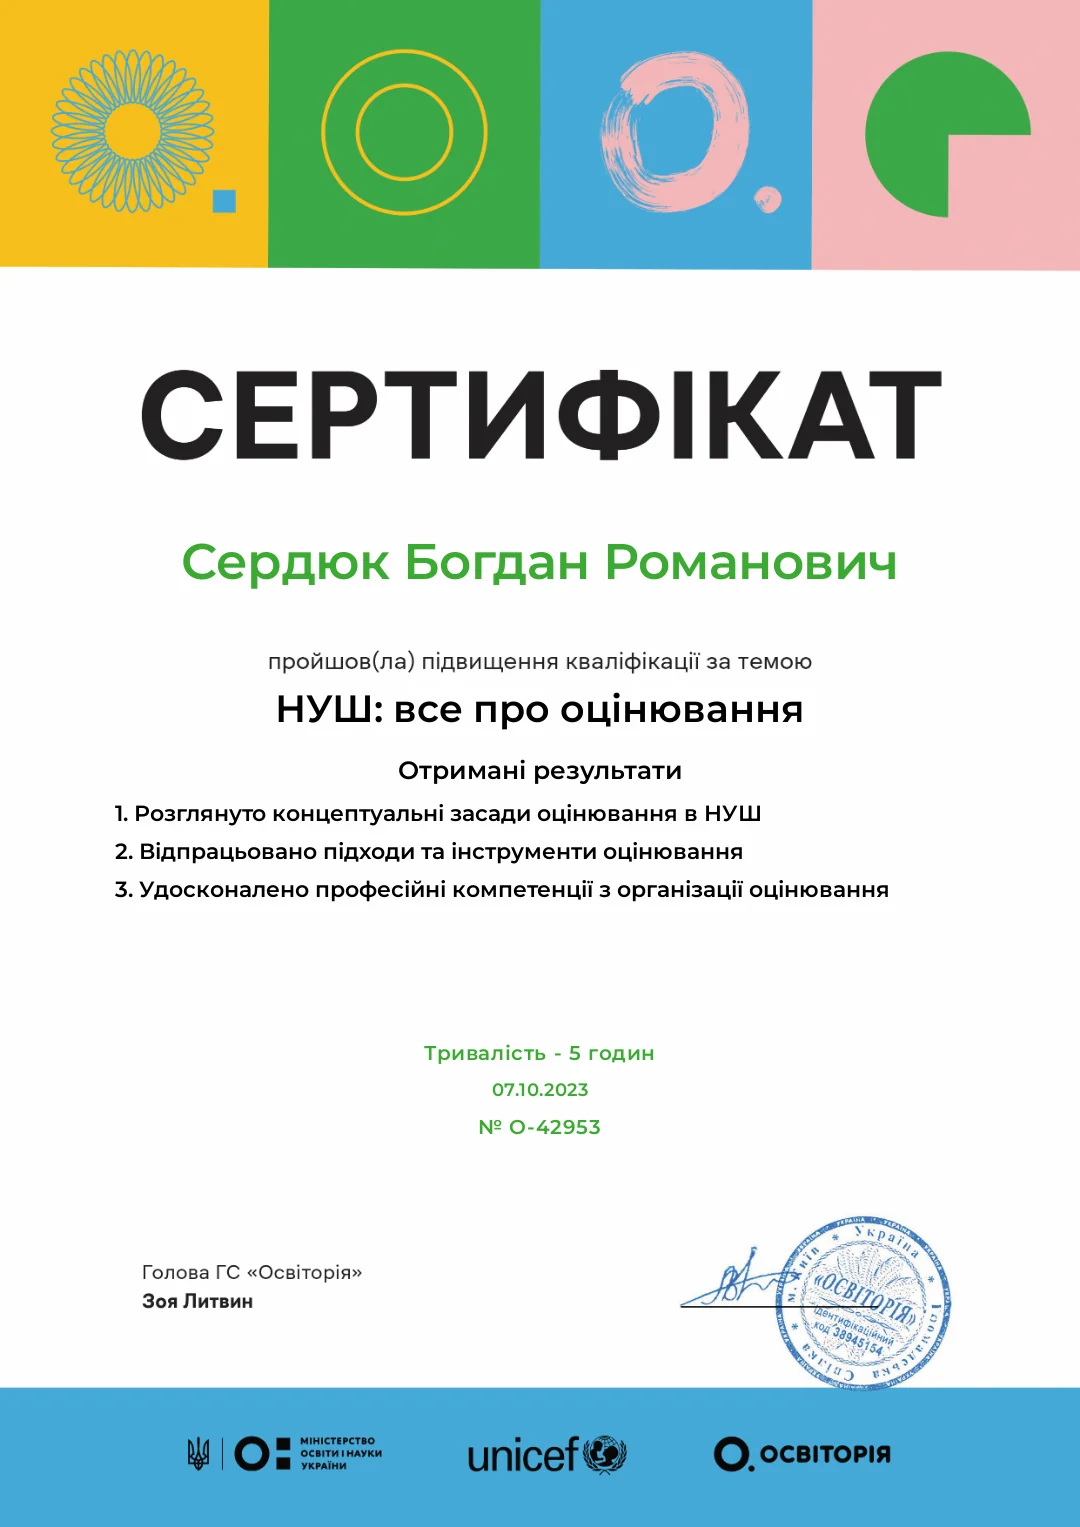 СЕРТИФІКАТ
Сердюк Богдан Романович
пройшов(ла) підвищення кваліфікації за темою
НУШ: все про оцінювання
Отримані результати
1. Розглянуто концептуальні засади оцінювання в НУШ
2. Відпрацьовано підходи та інструменти оцінювання
3. Удосконалено професійні компетенції з організації оцінювання
Тривалість - 5 годин
07.10.2023
№ О-42953
Голова ГС «Освіторія»
Зоя Литвин
Україна * Громадська Спілка * м. Київ *
«ОСВІТОРІЯ»
ідентифікаційний
код 38945154
МІНІСТЕРСТВО
ОСВІТИ І НАУКИ
УКРАЇНИ
unicef
ОСВІТОРІЯ